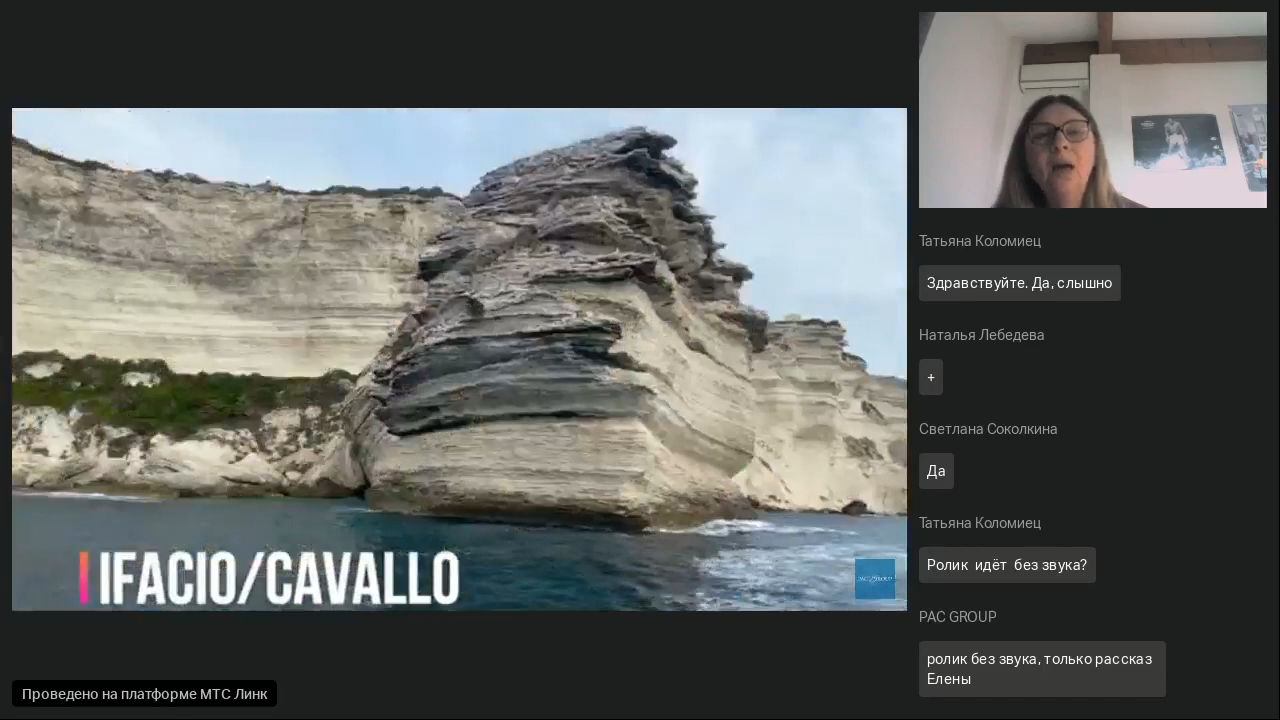 IFACIO/CAVALLO
Проведено на платформе МТС Линк
Татьяна Коломиец
Здравствуйте. Да, слышно
Наталья Лебедева
+
Светлана Соколкина
Да
Татьяна Коломиец
Ролик идёт без звука?
PAC GROUP
ролик без звука, только рассказ
Елены